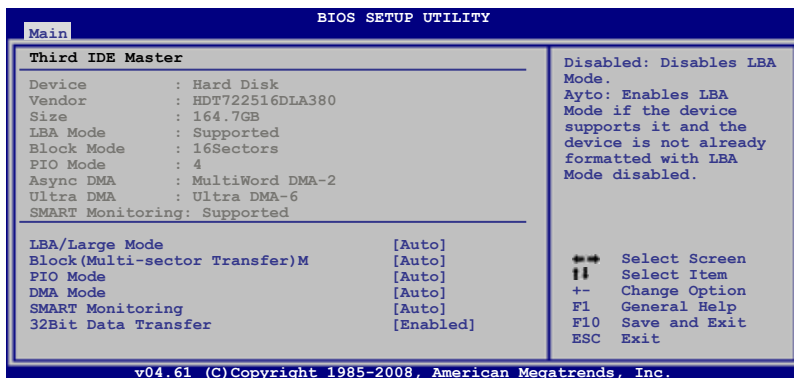 BIOS SETUP UTILITY
Main
Third IDE Master
Device : Hard Disk
Vendor : HDT722516DLA380
Size : 164.7GB
LBA Mode : Supported
Block Mode : 16Sectors
PIO Mode : 4
Async DMA : MultiWord DMA-2
Ultra DMA : Ultra DMA-6
SMART Monitoring: Supported
LBA/Large Mode [Auto]
Block(Multi-sector Transfer)M [Auto]
PIO Mode [Auto]
DMA Mode [Auto]
SMART Monitoring [Auto]
32Bit Data Transfer [Enabled]
Disabled: Disables LBA
Mode.
Ayto: Enables LBA
Mode if the device
supports it and the
device is not already
formatted with LBA
Mode disabled.
Select Screen
Select Item
+- Change Option
F1 General Help
F10 Save and Exit
ESC Exit
v04.61 (C)Copyright 1985-2008, American Megatrends, Inc.